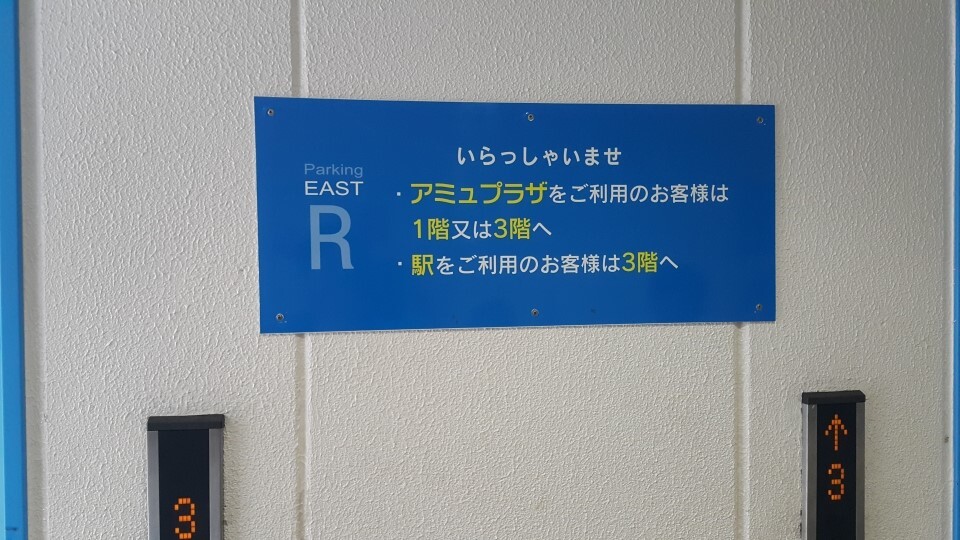 いらっしゃいませ
Parking
EAST
R
・アミュプラザをご利用のお客様は
1階又は3階へ
・駅をご利用のお客様は3階へ
3
↑
3